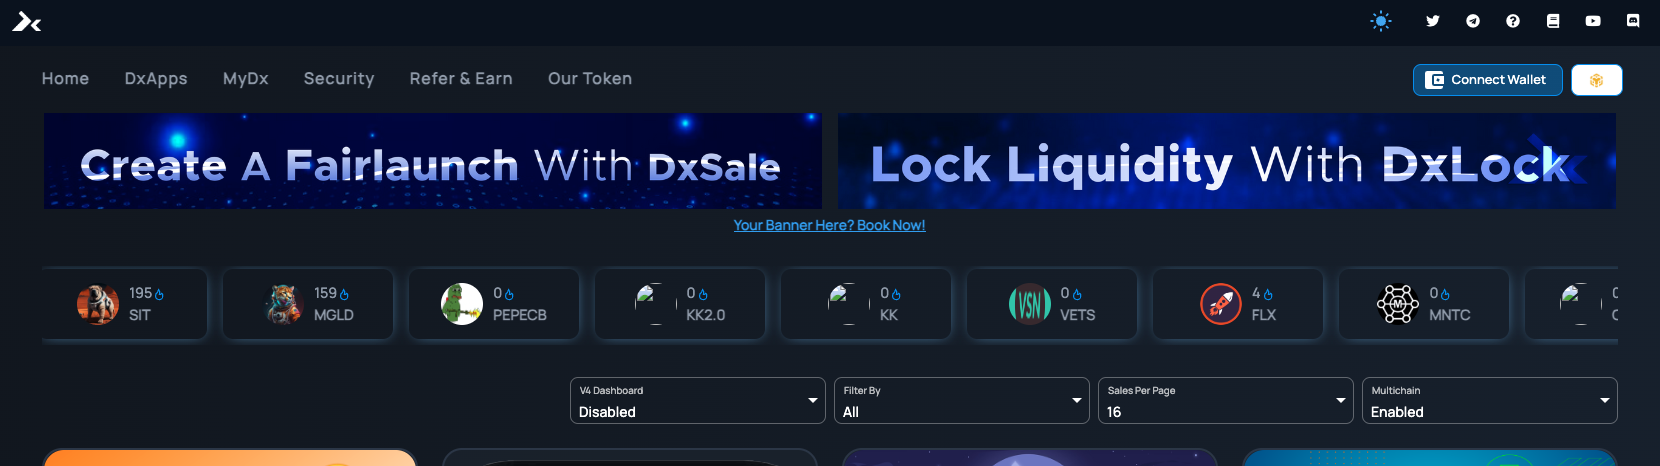 Home DxApps MyDx Security Refer & Earn Our Token Connect Wallet
Create A Fairlaunch With DxSale
Lock Liquidity With DxLock
Your Banner Here? Book Now!
195
SIT
159
MGLD
0
PEPECB
0
KK2.0
0
KK
VSN
0
VETS
4
FLX
M
0
MNTC
V4 Dashboard
Disabled
Filter By
All
Sales Per Page
16
Multichain
Enabled